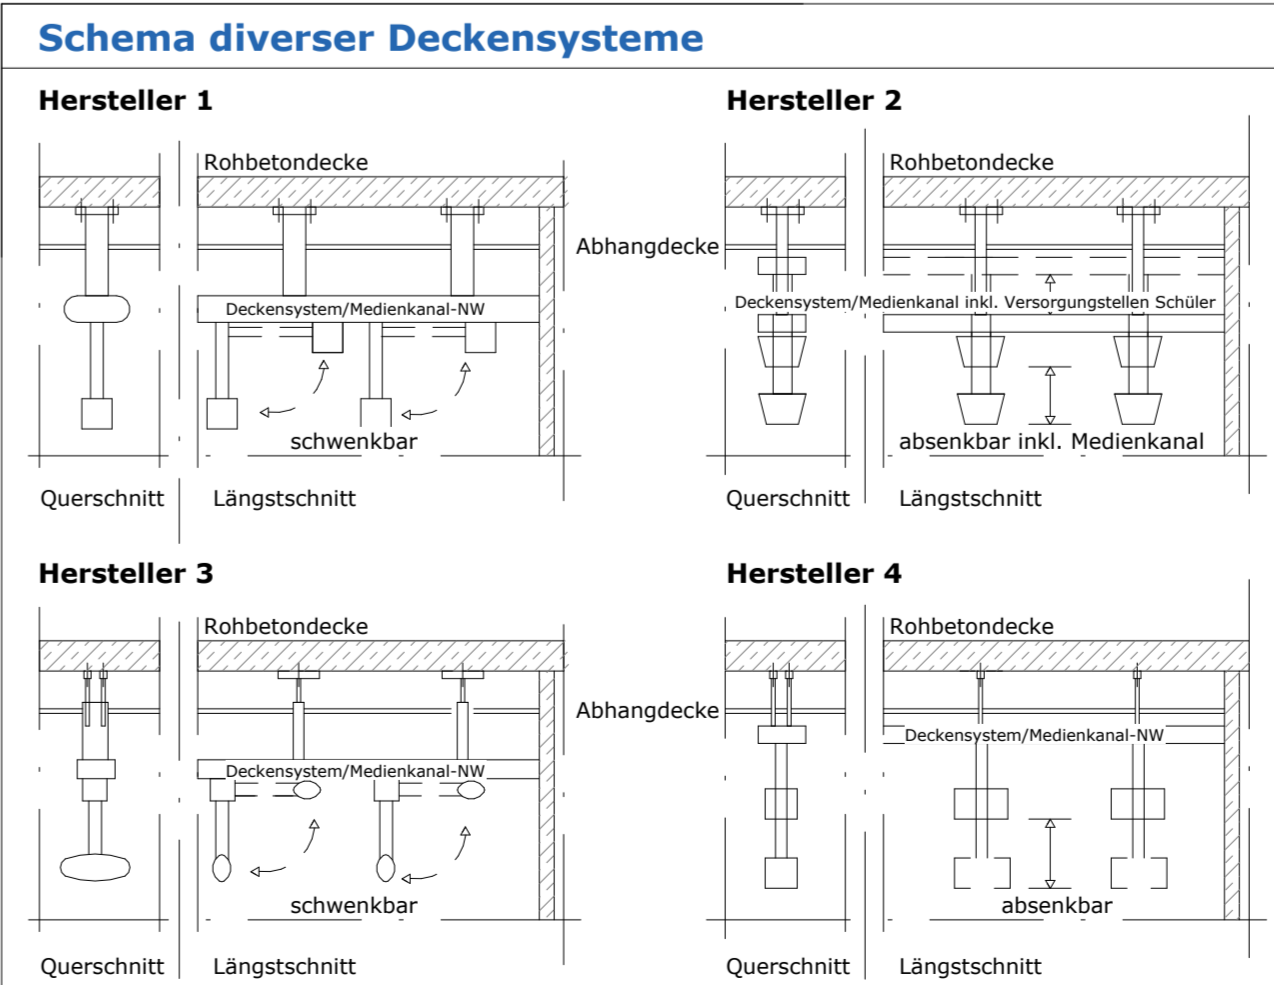 Schema diverser Deckensysteme
Hersteller 1
Hersteller 2
Rohbetondecke
Rohbetondecke
Abhangdecke
Deckensystem/Medienkanal-NW
Deckensystem/Medienkanal inkl. Versorgungstellen Schüler
schwenkbar
absenkbar inkl. Medienkanal
Querschnitt
Längstschnitt
Querschnitt
Längstschnitt
Hersteller 3
Hersteller 4
Rohbetondecke
Rohbetondecke
Abhangdecke
Deckensystem/Medienkanal-NW
Deckensystem/Medienkanal-NW
schwenkbar
absenkbar
Querschnitt
Längstschnitt
Querschnitt
Längstschnitt